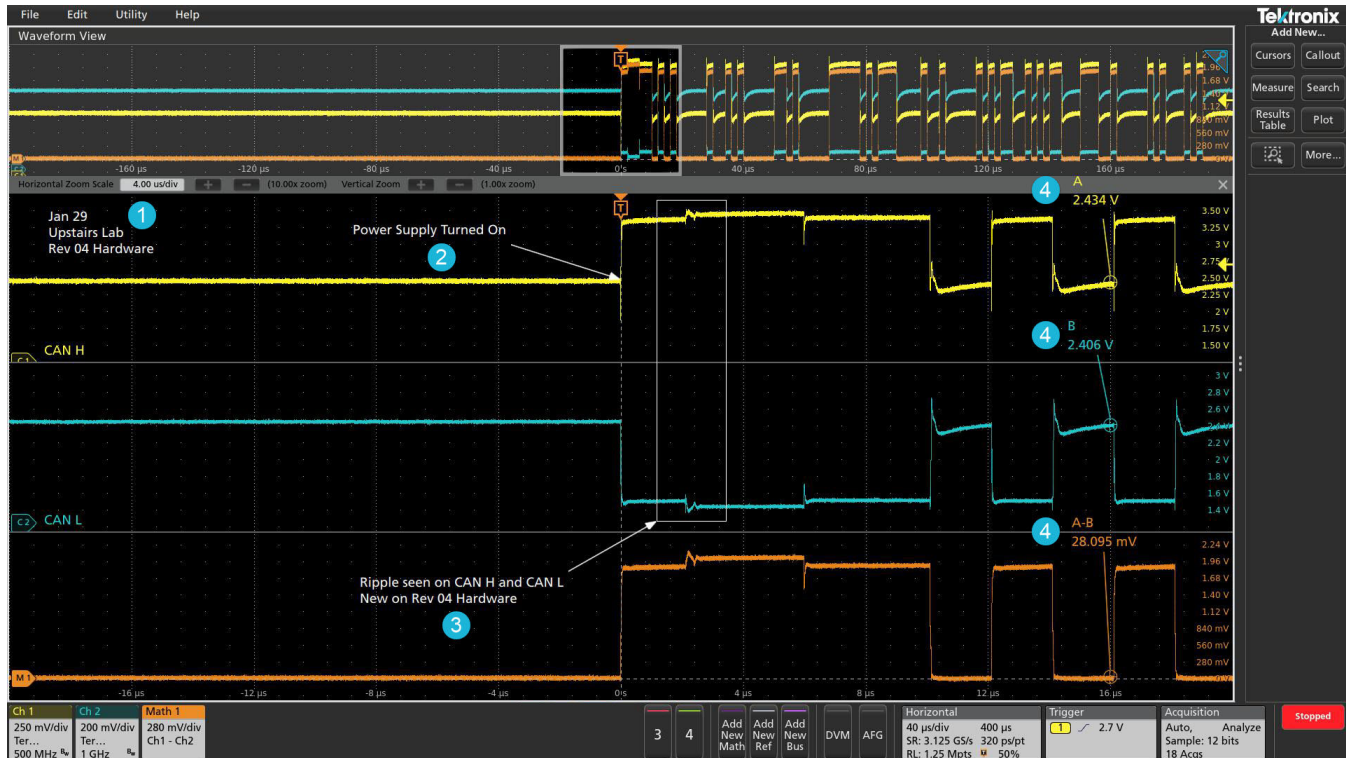 File Edit Utility Help
Tektronix
Waveform View
Add New...
Cursors Callout
Measure Search
Results Table Plot
More...
T
1.96
1.68 V
1.12
840 mV
560 mV
280 mV
-160 µs -120 µs -80 µs -40 µs 0 s 40 µs 80 µs 120 µs 160 µs
Horizontal Zoom Scale 4.00 us/div + - (10.00x zoom) Vertical Zoom + - (1.00x zoom)
Jan 29
Upstairs Lab
Rev 04 Hardware
1
Power Supply Turned On
2
T
4 A
2.434 V
3.50 V
3.25 V
3 V
2.75
2.50 V
2.25 V
2 V
1.75 V
1.50 V
C1 CAN H
4 B
2.406 V
3 V
2.8 V
2.6 V
2.4 V
2.2 V
2 V
1.8 V
1.6 V
1.4 V
C2 CAN L
4 A-B
28.095 mV
2.24 V
1.96 V
1.68 V
1.40 V
1.12 V
840 mV
560 mV
280 mV
Ripple seen on CAN H and CAN L
New on Rev 04 Hardware
3
M 1
-16 µs -12 µs -8 µs -4 µs 0 s 4 µs 8 µs 12 µs 16 µs
Ch 1
250 mV/div
Ter...
500 MHz Bw
Ch 2
200 mV/div
Ter...
1 GHz Bw
Math 1
280 mV/div
Ch1 - Ch2
3 4
Add New Math
Add New Ref
Add New Bus
DVM AFG
Horizontal
40 µs/div 400 µs
SR: 3.125 GS/s 320 ps/pt
RL: 1.25 Mpts 50%
Trigger
1 2.7 V
Acquisition
Auto, Analyze
Sample: 12 bits
18 Acqs
Stopped